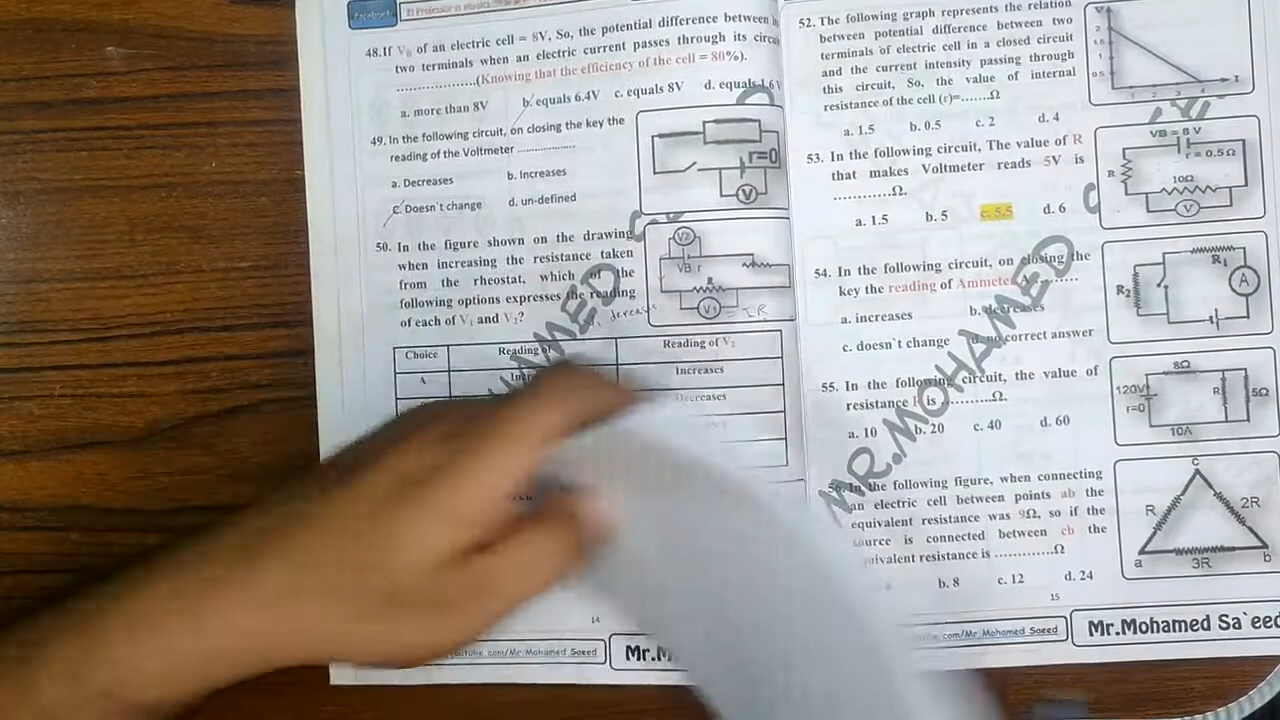 Facebook
El Professor in physics
48.If VB of an electric cell = 8V, So, the potential difference between
two terminals when an electric current passes through its
....................(Knowing that the efficiency of the cell = 80%).
a. more than 8V b. equals 6.4V c. equals 8V d. equals 1.6V
49. In the following circuit, on closing the key the
reading of the Voltmeter ..................
a. Decreases b. Increases
c. Doesn`t change d. un-defined
r=0
V
50. In the figure shown on the drawing
when increasing the resistance taken
from the rheostat, which of the
following options expresses the reading
of each of V1 and V2?
V2
VB r
R
V1 = IR
Choice Reading of Reading of V2
A Increases
Decreases
14
youtube.com/Mr.Mohamed Saeed
Mr.M
52. The following graph represents the relation
between potential difference between two
terminals of electric cell in a closed circuit
and the current intensity passing through
this circuit, So, the value of internal
resistance of the cell (r)=.......Ω
a. 1.5 b. 0.5 c. 2 d. 4
V
2
1.5
1
0.5
1 2 3 4 I
53. In the following circuit, The value of R
that makes Voltmeter reads 5V is
............Ω.
a. 1.5 b. 5 c. 5.5 d. 6
VB = 8 V
r = 0.5 Ω
R
10Ω
V
54. In the following circuit, on closing the
key the reading of Ammeter A ..........
a. increases b. decreases
c. doesn`t change d. no correct answer
R1
R2
A
55. In the following circuit, the value of
resistance is ............Ω.
a. 10 b. 20 c. 40 d. 60
8Ω
120V
r=0
R
5Ω
10A
56. In the following figure, when connecting
an electric cell between points ab the
equivalent resistance was 9Ω, so if the
source is connected between cb the
equivalent resistance is .............Ω
b. 8 c. 12 d. 24
c
R
2R
a
3R
b
15
.com/Mr.Mohamed Saeed
Mr.Mohamed Sa`eed
MR.MOHAMED